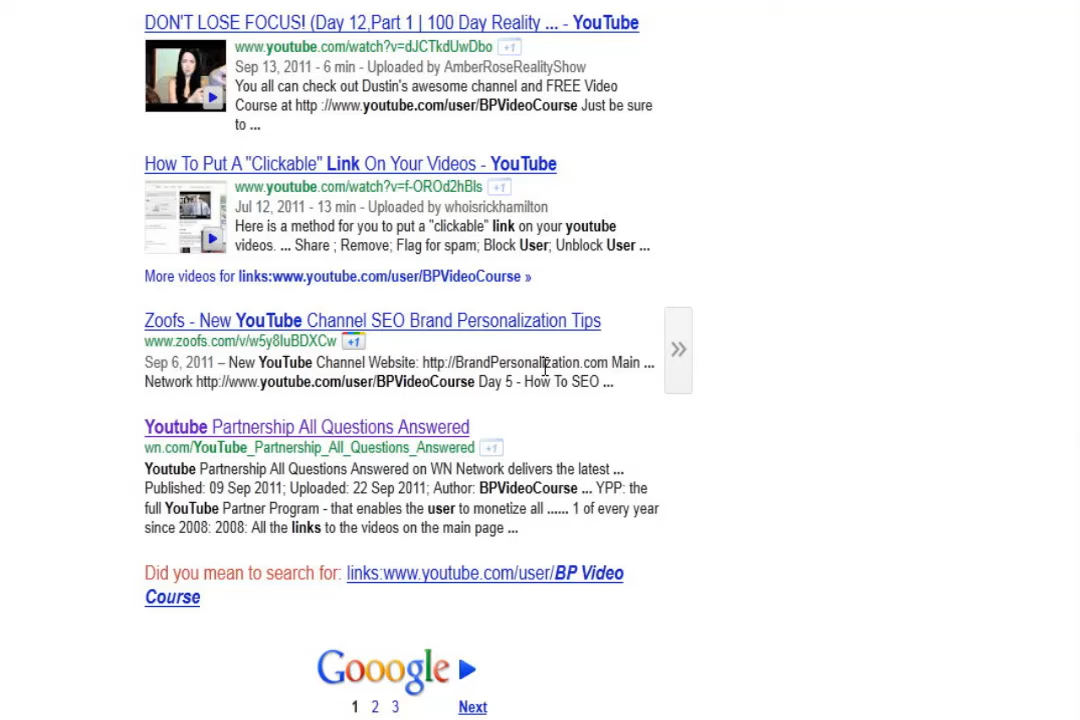 DON'T LOSE FOCUS! (Day 12,Part 1 | 100 Day Reality ... - YouTube
www.youtube.com/watch?v=dJCTkdUwDbo +1
Sep 13, 2011 - 6 min - Uploaded by AmberRoseRealityShow
You all can check out Dustin's awesome channel and FREE Video
Course at http ://www.youtube.com/user/BPVideoCourse Just be sure
to ...
How To Put A "Clickable" Link On Your Videos - YouTube
www.youtube.com/watch?v=f-OROd2hBls +1
Jul 12, 2011 - 13 min - Uploaded by whoisrickhamilton
Here is a method for you to put a "clickable" link on your youtube
videos. ... Share ; Remove; Flag for spam; Block User; Unblock User ...
More videos for links:www.youtube.com/user/BPVideoCourse »
Zoofs - New YouTube Channel SEO Brand Personalization Tips
www.zoofs.com/v/w5y8IuBDXCw +1
Sep 6, 2011 – New YouTube Channel Website: http://BrandPersonalization.com Main ...
Network http://www.youtube.com/user/BPVideoCourse Day 5 - How To SEO ...
»
Youtube Partnership All Questions Answered
wn.com/YouTube_Partnership_All_Questions_Answered +1
Youtube Partnership All Questions Answered on WN Network delivers the latest ...
Published: 09 Sep 2011; Uploaded: 22 Sep 2011; Author: BPVideoCourse ... YPP: the
full YouTube Partner Program - that enables the user to monetize all ...... 1 of every year
since 2008: 2008: All the links to the videos on the main page ...
Did you mean to search for: links:www.youtube.com/user/BP Video
Course
Gooogle
1 2 3 Next